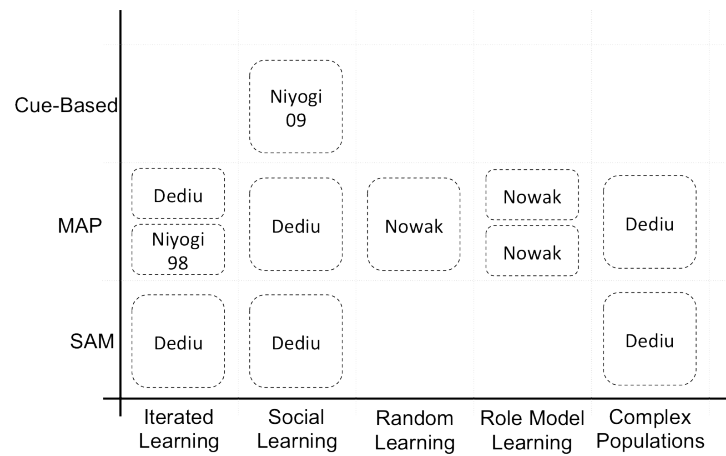 Cue-Based
Niyogi
09
MAP
Dediu
Niyogi
98
Dediu
Nowak
Nowak
Nowak
Dediu
SAM
Dediu
Dediu
Dediu
Iterated
Learning
Social
Learning
Random
Learning
Role Model
Learning
Complex
Populations